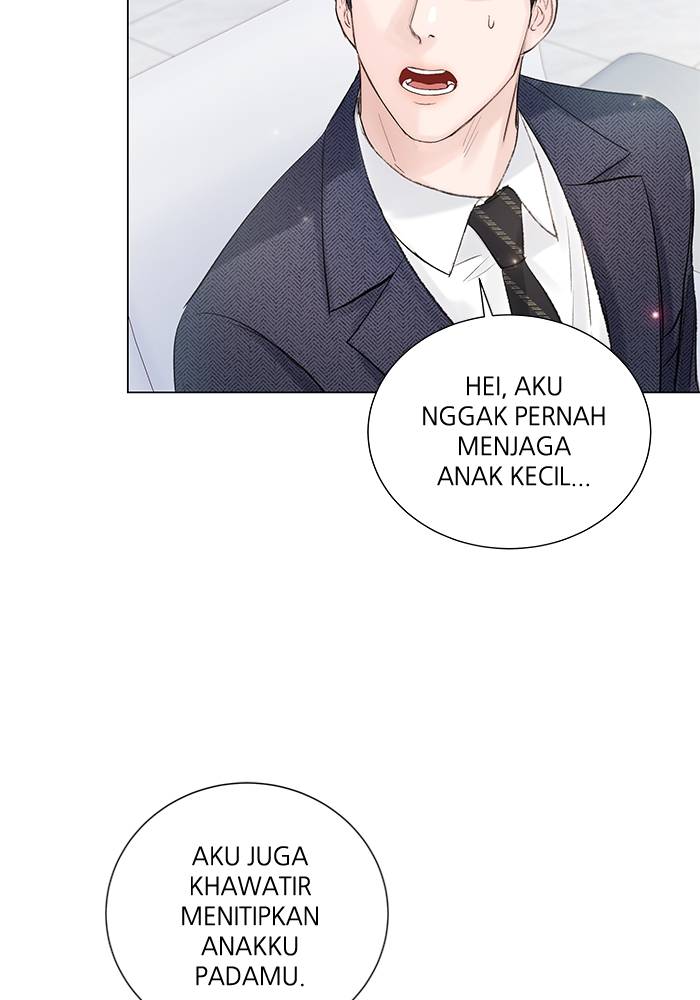 HEI, AKU
NGGAK PERNAH
MENJAGA
ANAK KECIL...
AKU JUGA
KHAWATIR
MENITIPKAN
ANAKKU
PADAMU.